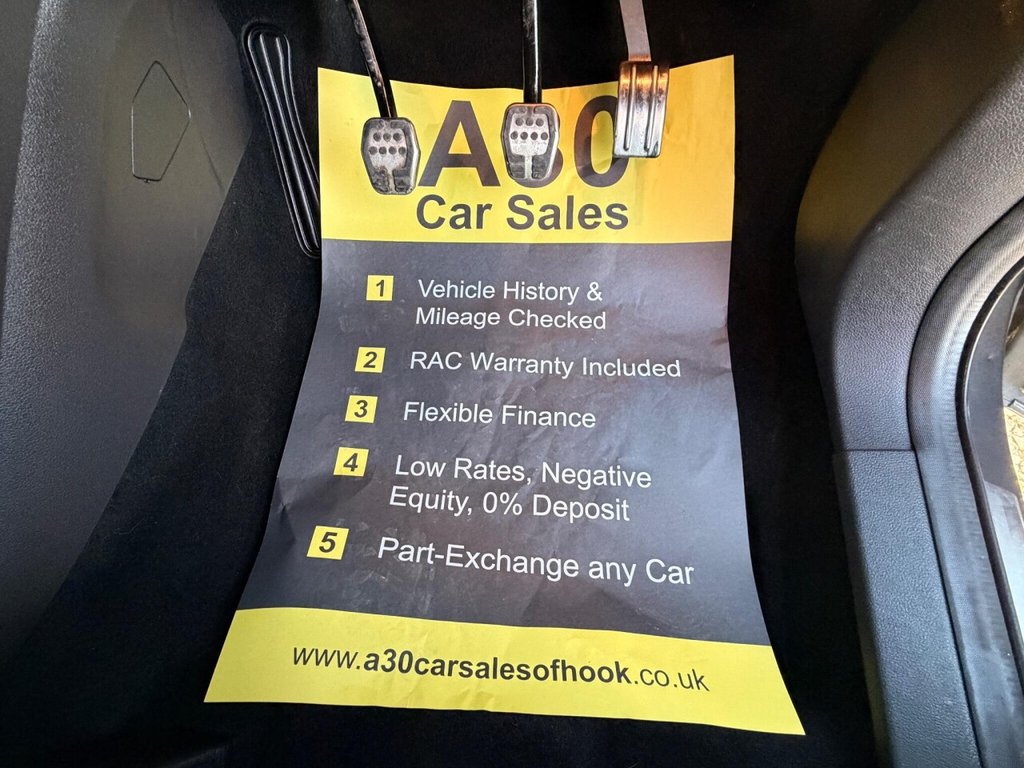 A30
Car Sales
1 Vehicle History &
Mileage Checked
2 RAC Warranty Included
3 Flexible Finance
4 Low Rates, Negative
Equity, 0% Deposit
5 Part-Exchange any Car
www.a30carsalesofhook.co.uk